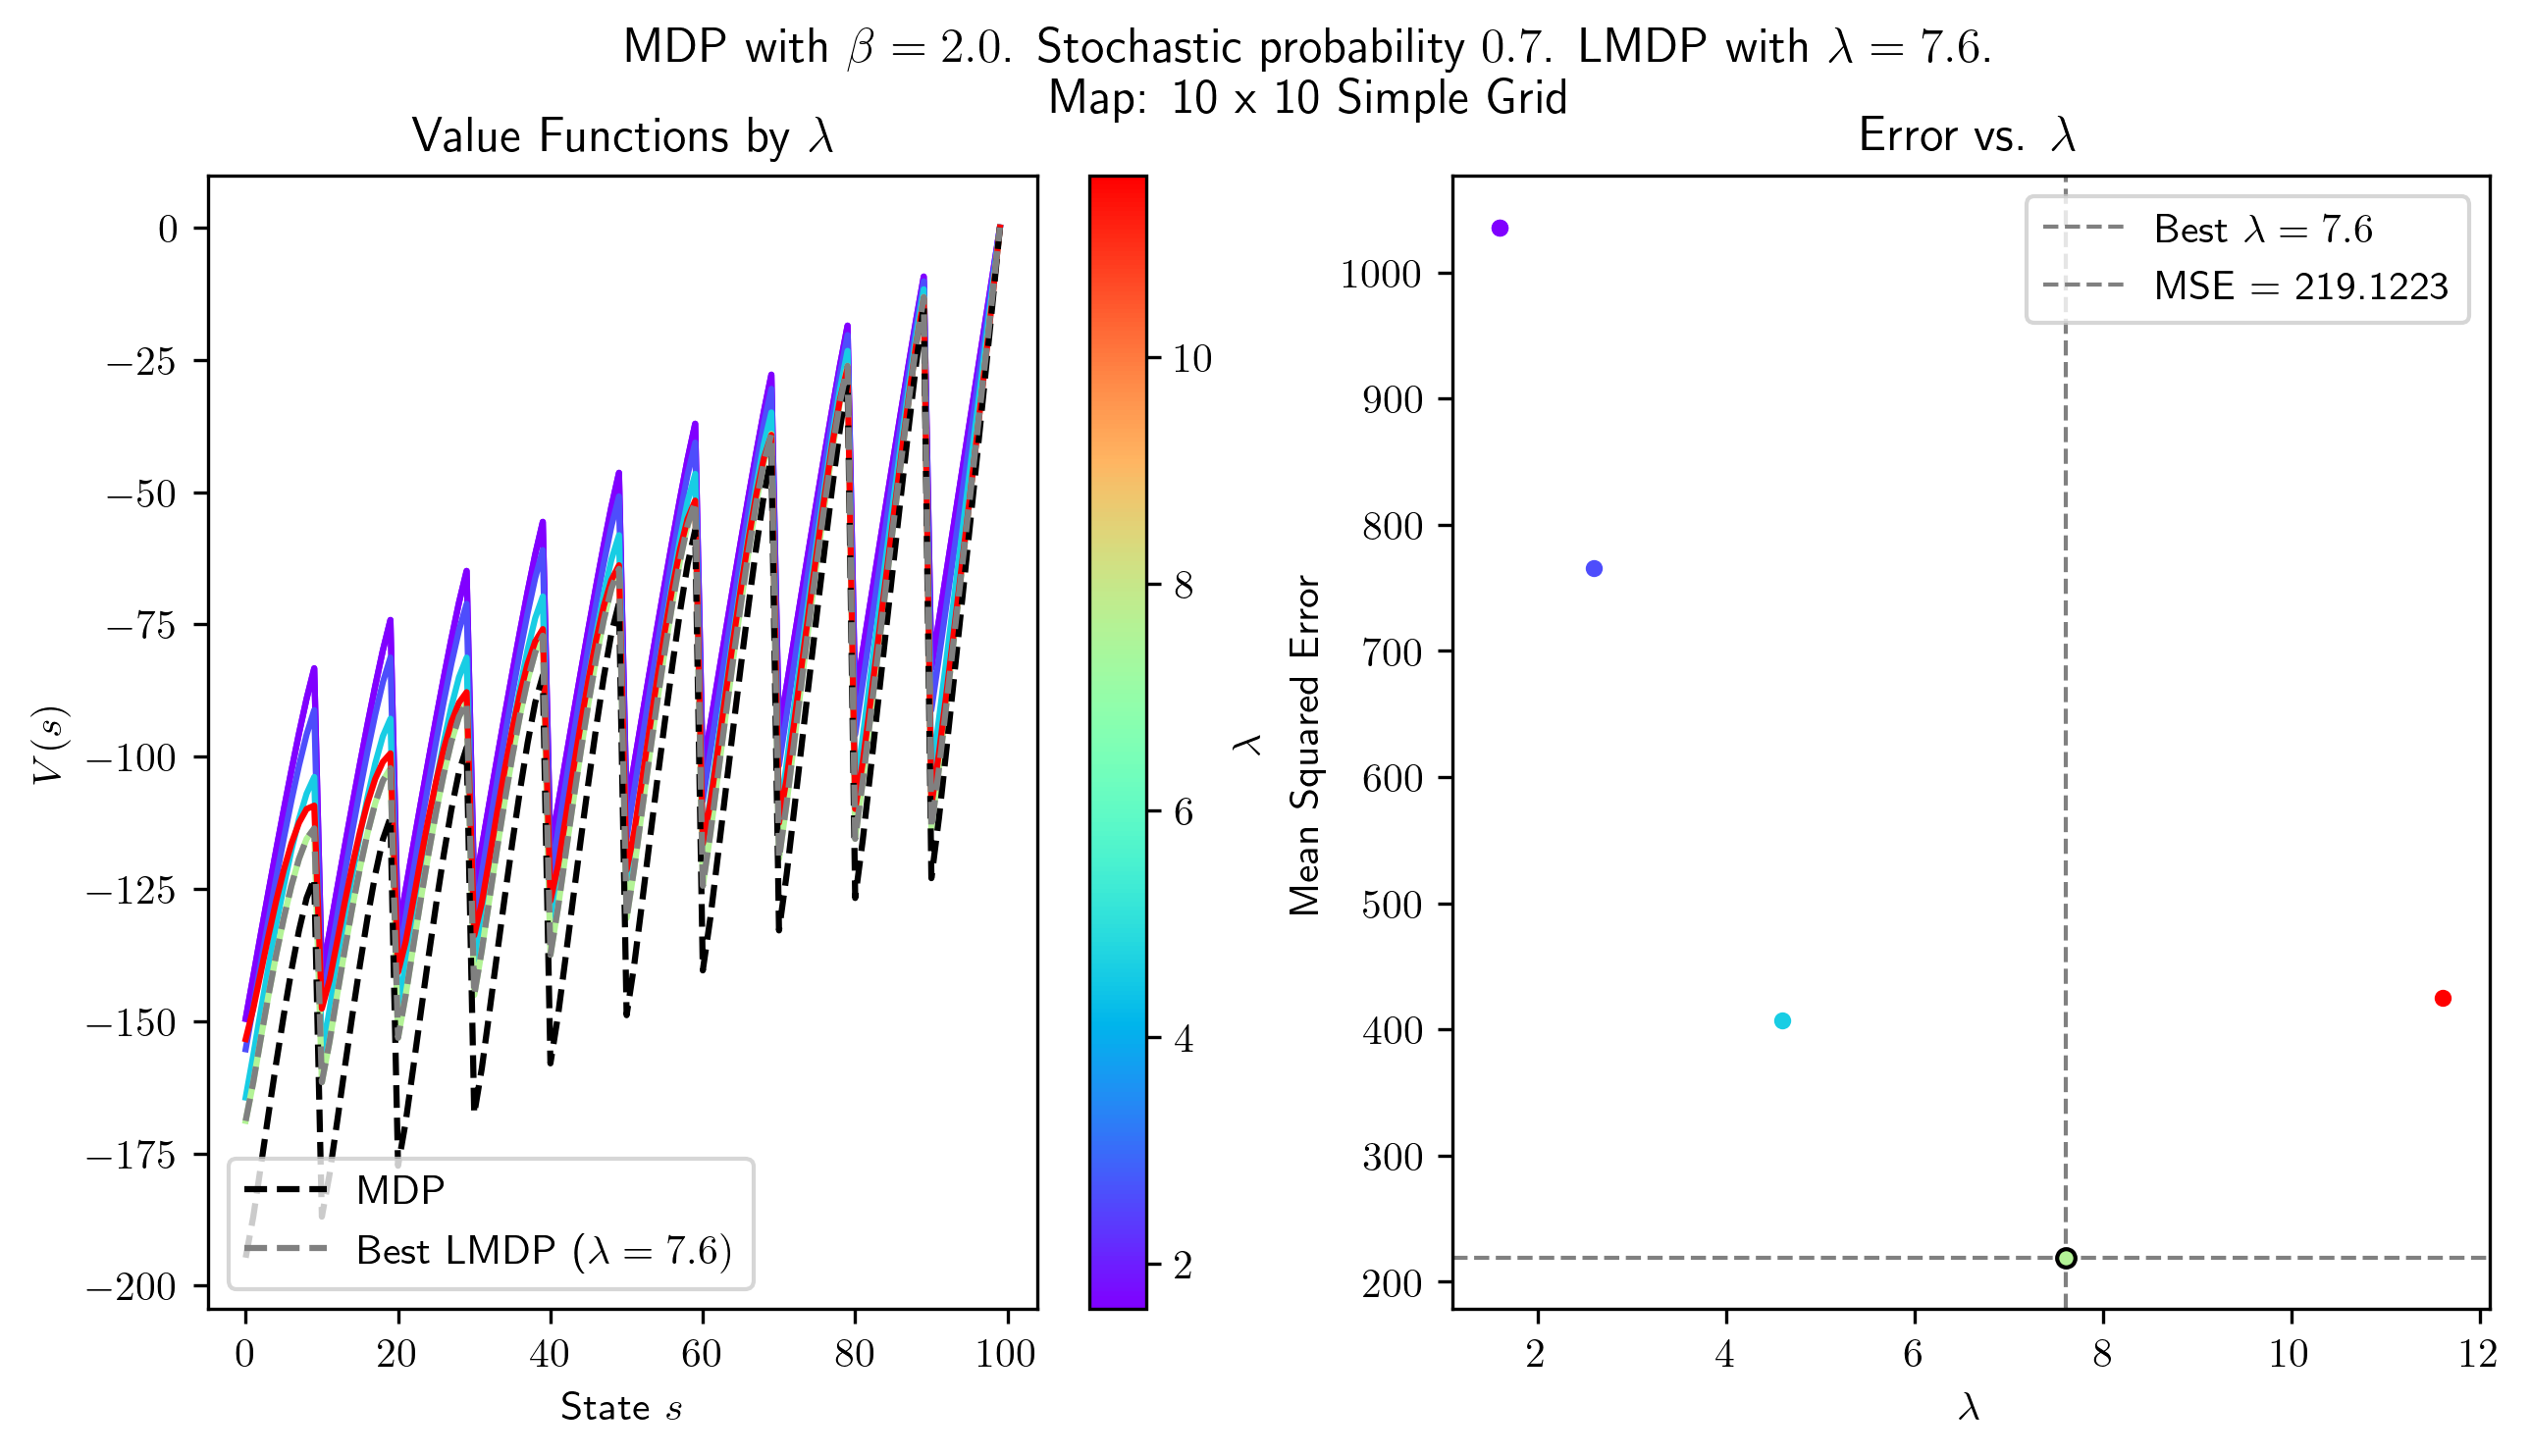 MDP with β = 2.0. Stochastic probability 0.7. LMDP with λ = 7.6.
Map: 10 x 10 Simple Grid
Value Functions by λ
0
−25
−50
−75
−100
−125
−150
−175
−200
V(s)
0 20 40 60 80 100
State s
MDP
Best LMDP (λ = 7.6)
10
8
6
4
2
λ
Error vs. λ
Best λ = 7.6
MSE = 219.1223
1000
900
800
700
600
500
400
300
200
Mean Squared Error
2 4 6 8 10 12
λ